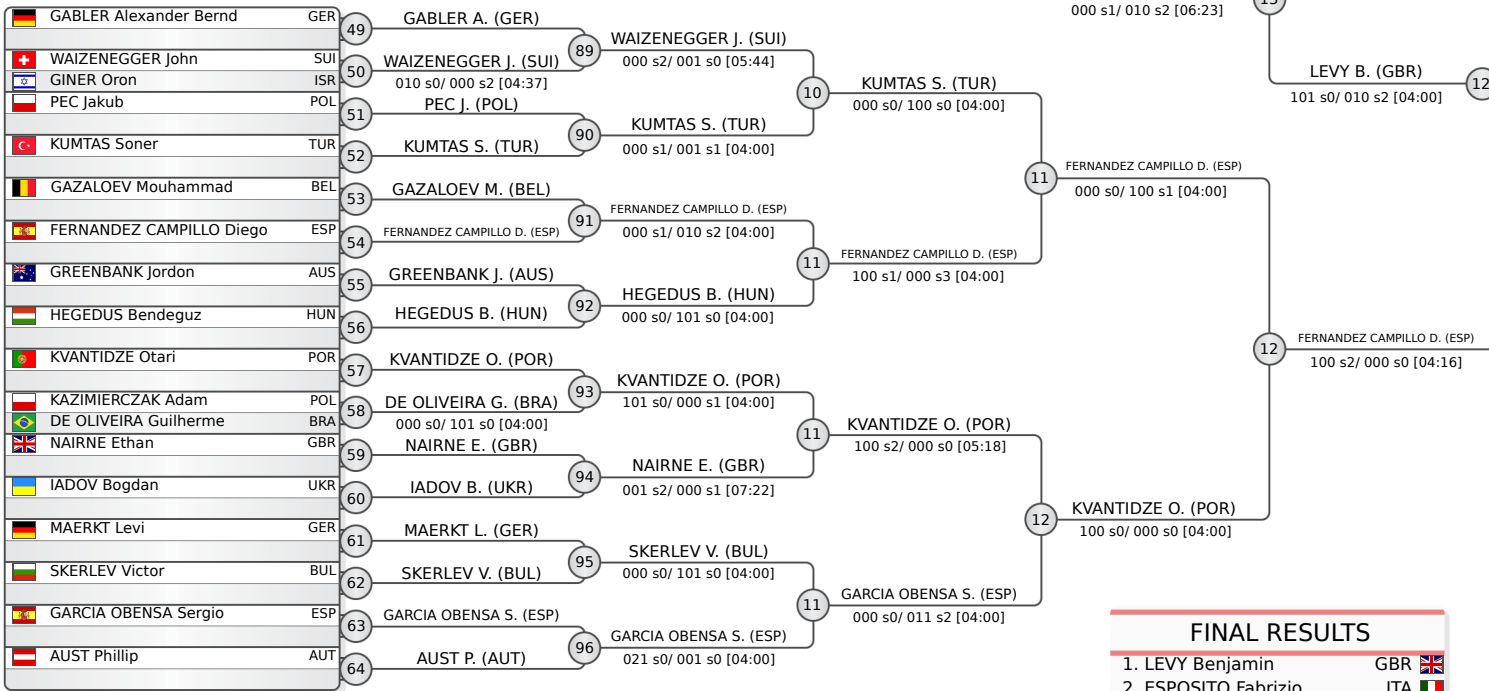 GABLER Alexander Bernd GER
WAIZENEGGER John SUI
GINER Oron ISR
PEC Jakub POL
KUMTAS Soner TUR
GAZALOEV Mouhammad BEL
FERNANDEZ CAMPILLO Diego ESP
GREENBANK Jordon AUS
HEGEDUS Bendeguz HUN
KVANTIDZE Otari POR
KAZIMIERCZAK Adam POL
DE OLIVEIRA Guilherme BRA
NAIRNE Ethan GBR
IADOV Bogdan UKR
MAERKT Levi GER
SKERLEV Victor BUL
GARCIA OBENSA Sergio ESP
AUST Phillip AUT
49 GABLER A. (GER)
50 WAIZENEGGER J. (SUI)
010 s0/ 000 s2 [04:37]
51 PEC J. (POL)
52 KUMTAS S. (TUR)
53 GAZALOEV M. (BEL)
54 FERNANDEZ CAMPILLO D. (ESP)
55 GREENBANK J. (AUS)
56 HEGEDUS B. (HUN)
57 KVANTIDZE O. (POR)
58 DE OLIVEIRA G. (BRA)
000 s0/ 101 s0 [04:00]
59 NAIRNE E. (GBR)
60 IADOV B. (UKR)
61 MAERKT L. (GER)
62 SKERLEV V. (BUL)
63 GARCIA OBENSA S. (ESP)
64 AUST P. (AUT)
89 WAIZENEGGER J. (SUI)
000 s2/ 001 s0 [05:44]
90 KUMTAS S. (TUR)
000 s1/ 001 s1 [04:00]
91 FERNANDEZ CAMPILLO D. (ESP)
000 s1/ 010 s2 [04:00]
92 HEGEDUS B. (HUN)
000 s0/ 101 s0 [04:00]
93 KVANTIDZE O. (POR)
101 s0/ 000 s1 [04:00]
94 NAIRNE E. (GBR)
001 s2/ 000 s1 [07:22]
95 SKERLEV V. (BUL)
000 s0/ 101 s0 [04:00]
96 GARCIA OBENSA S. (ESP)
021 s0/ 001 s0 [04:00]
10 KUMTAS S. (TUR)
000 s0/ 100 s0 [04:00]
11 FERNANDEZ CAMPILLO D. (ESP)
100 s1/ 000 s3 [04:00]
11 KVANTIDZE O. (POR)
100 s2/ 000 s0 [05:18]
11 GARCIA OBENSA S. (ESP)
000 s0/ 011 s2 [04:00]
11 FERNANDEZ CAMPILLO D. (ESP)
000 s0/ 100 s1 [04:00]
12 KVANTIDZE O. (POR)
100 s0/ 000 s0 [04:00]
000 s1/ 010 s2 [06:23]
LEVY B. (GBR) 12
101 s0/ 010 s2 [04:00]
12 FERNANDEZ CAMPILLO D. (ESP)
100 s2/ 000 s0 [04:16]
FINAL RESULTS
1. LEVY Benjamin GBR
2. ESPOSITO Fabrizio ITA